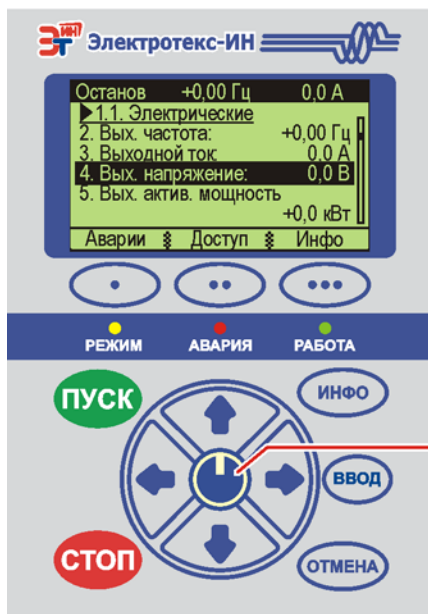 ЭТ ИН Электротекс-ИН
Останов +0,00 Гц 0,0 А
1.1. Электрические
2. Вых. частота: +0,00 Гц
3. Выходной ток: 0,0 А
4. Вых. напряжение: 0,0 В
5. Вых. актив. мощность
+0,0 кВт
Аварии Доступ Инфо
РЕЖИМ АВАРИЯ РАБОТА
ПУСК
ИНФО
ВВОД
СТОП
ОТМЕНА